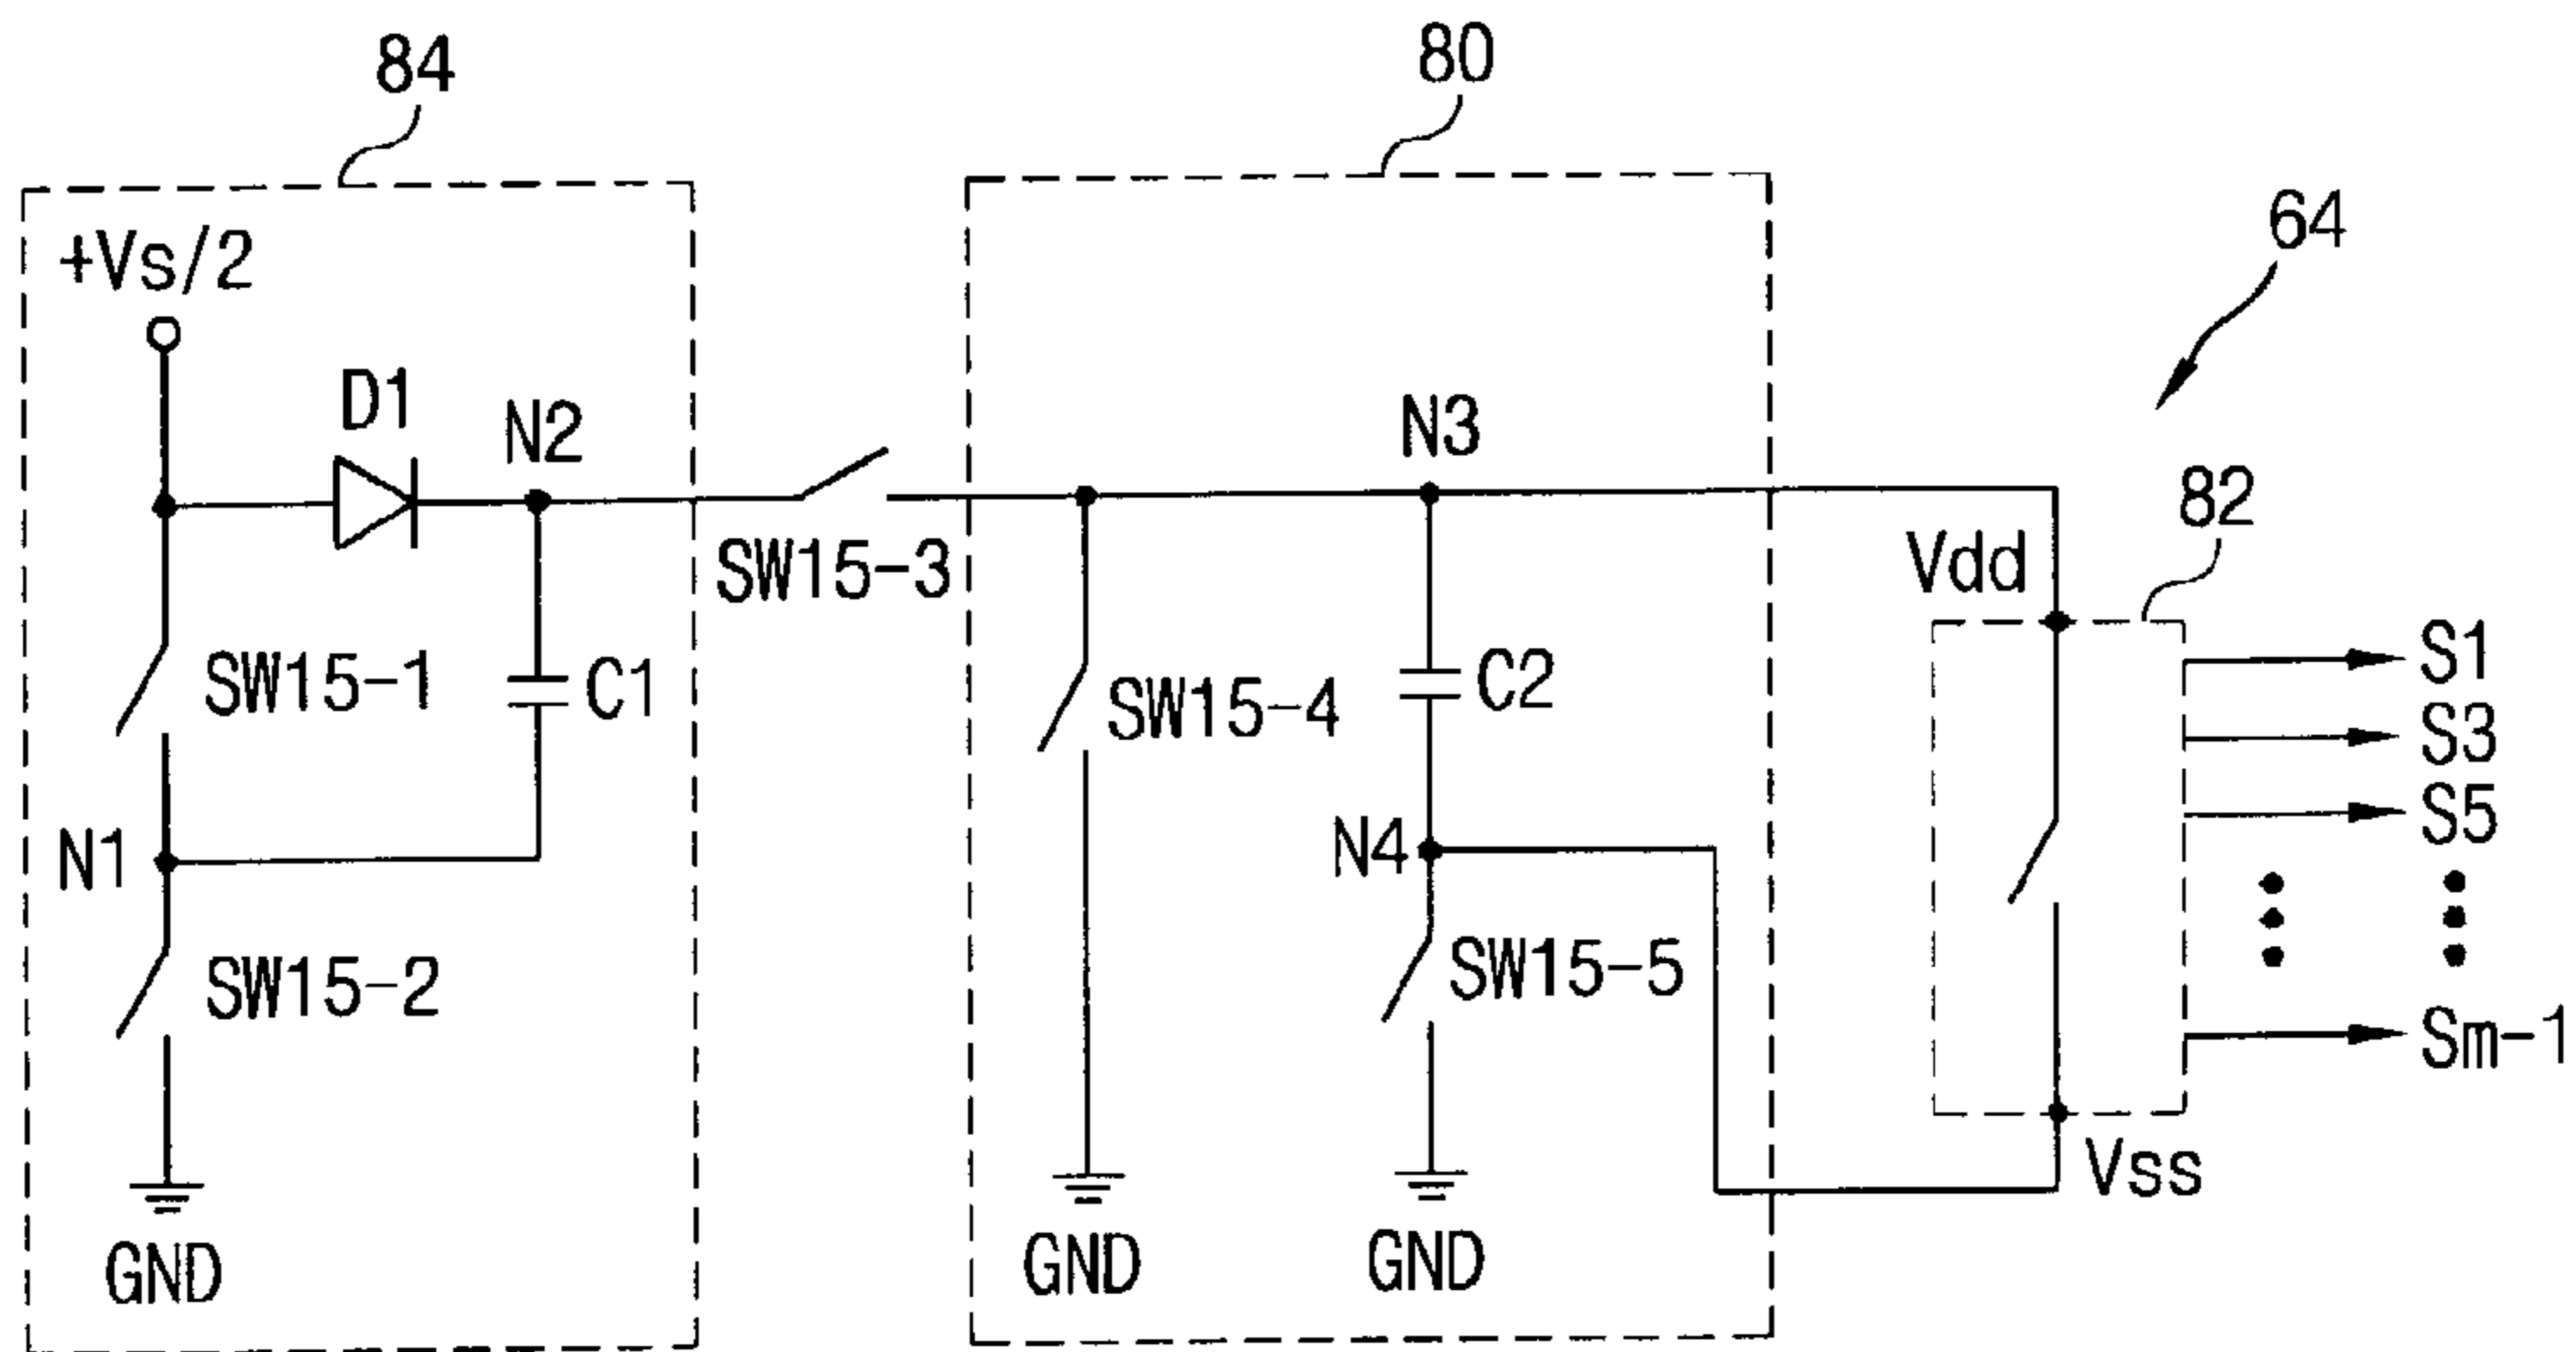 84
80
64
+Vs/2
D1
N2
N3
82
SW15-3
Vdd
SW15-1
C1
SW15-4
C2
S1
S3
S5
N1
N4
SW15-2
SW15-5
Sm-1
Vss
GND
GND
GND